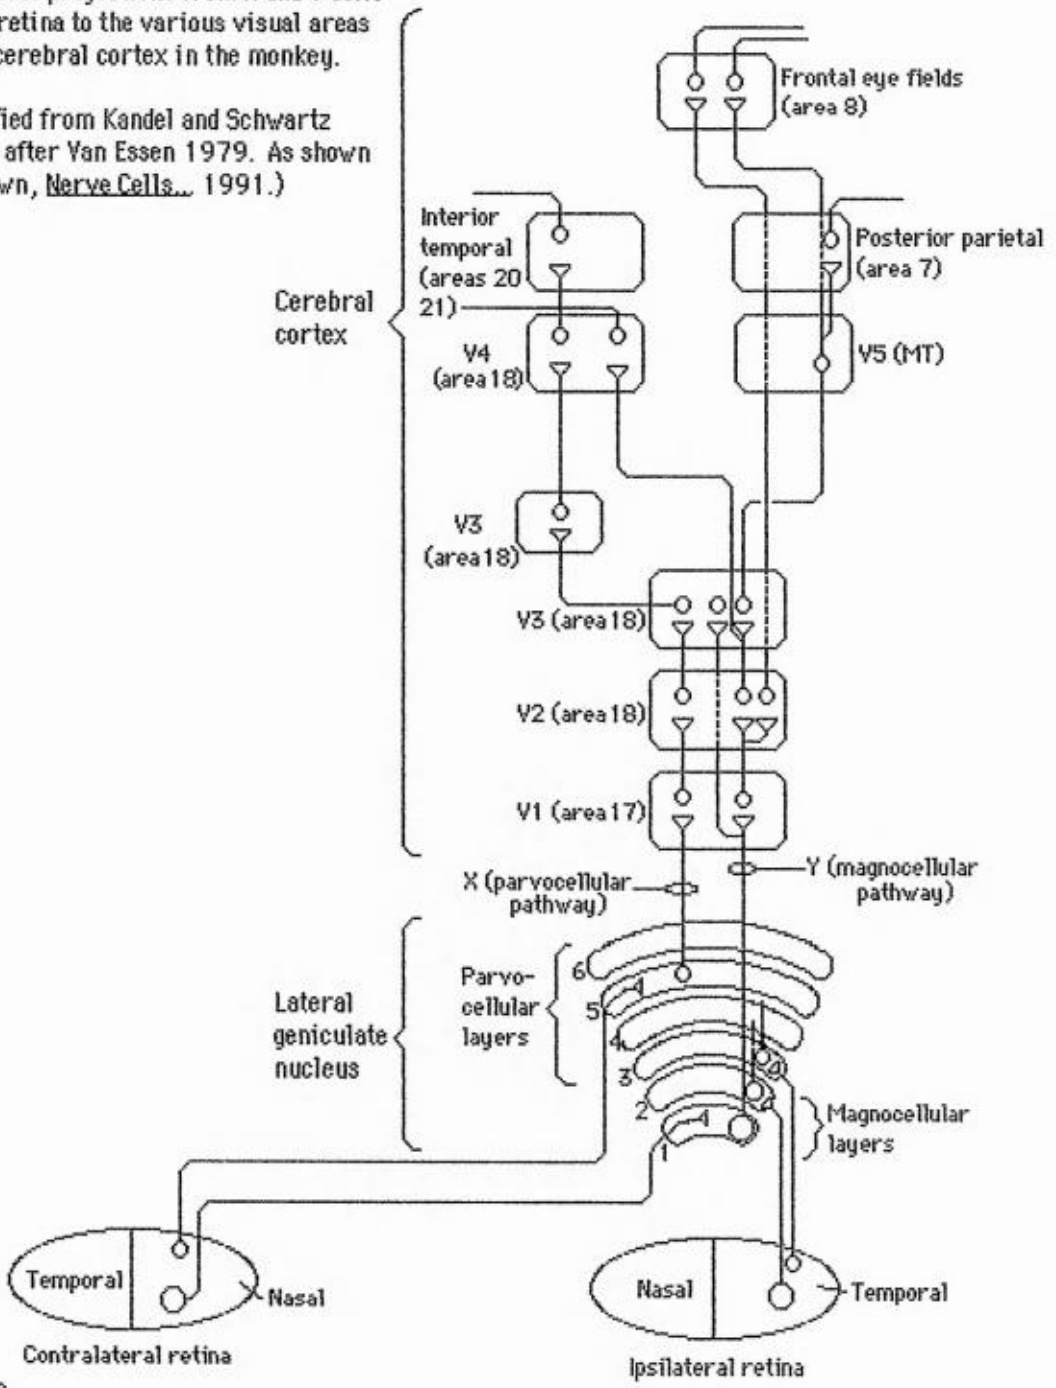 retina to the various visual areas
cerebral cortex in the monkey.
fied from Kandel and Schwartz
after Van Essen 1979. As shown
wn, Nerve Cells... 1991.)
Frontal eye fields
(area 8)
Interior
temporal
(areas 20
21)
Posterior parietal
(area 7)
Cerebral
cortex
V4
(area 18)
V5 (MT)
V3
(area 18)
V3 (area 18)
V2 (area 18)
V1 (area 17)
X (parvocellular
pathway)
Y (magnocellular
pathway)
Lateral
geniculate
nucleus
Parvo-
cellular
layers
6
5
4
3
2
1
Magnocellular
layers
Temporal
Nasal
Contralateral retina
Nasal
Temporal
Ipsilateral retina